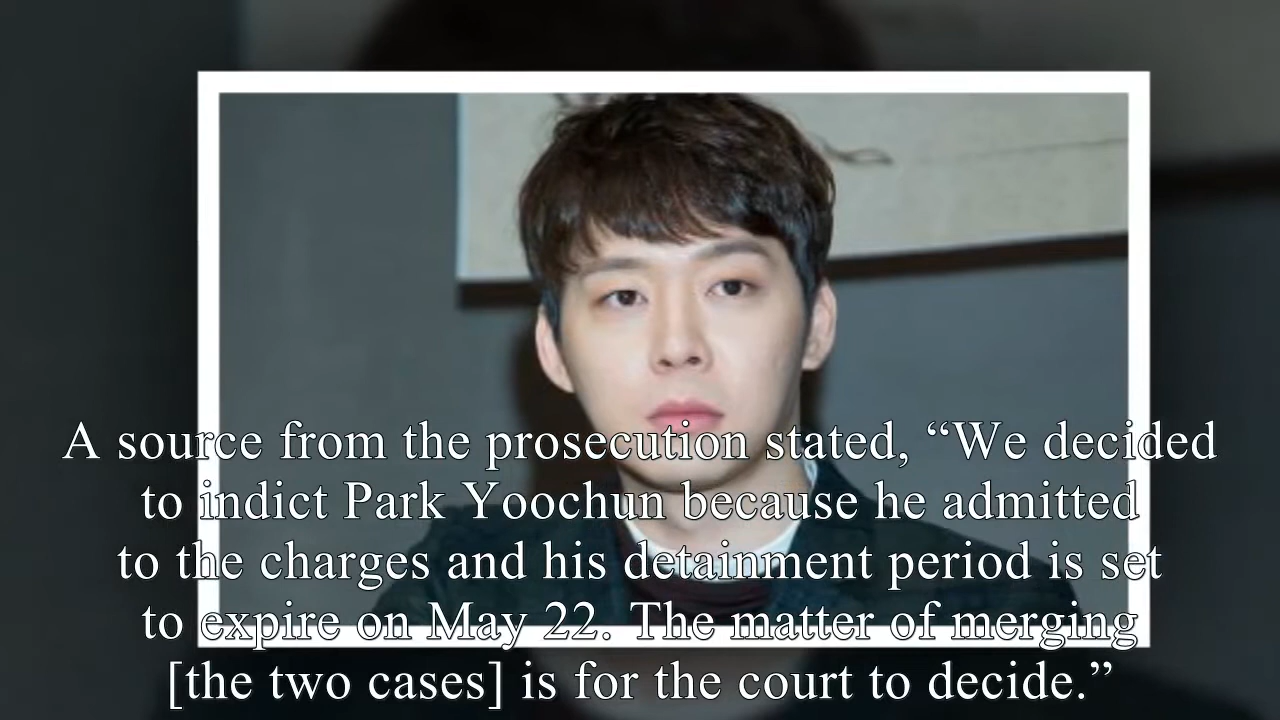 A source from the prosecution stated, “We decided
to indict Park Yoochun because he admitted
to the charges and his detainment period is set
to expire on May 22. The matter of merging
[the two cases] is for the court to decide.”